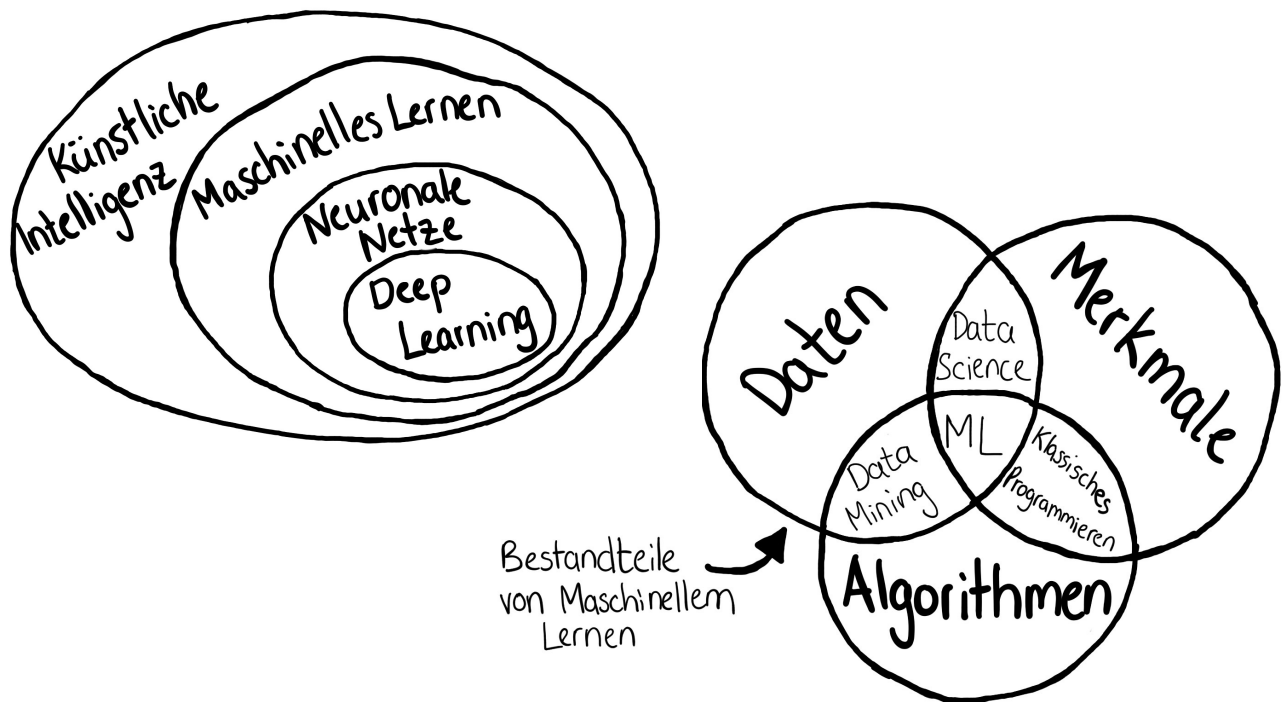 Künstliche
Intelligenz
Maschinelles Lernen
Neuronale
Netze
Deep
Learning
Daten
Merkmale
Data
Science
ML
Data
Mining
Klassisches
Programmieren
Algorithmen
Bestandteile
von Maschinellem
Lernen